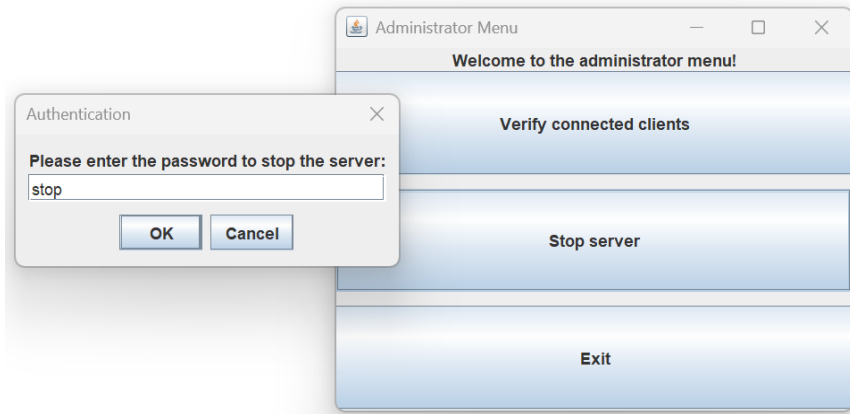 Administrator Menu
Welcome to the administrator menu!
Verify connected clients
Stop server
Exit
Authentication
Please enter the password to stop the server:
stop
OK
Cancel